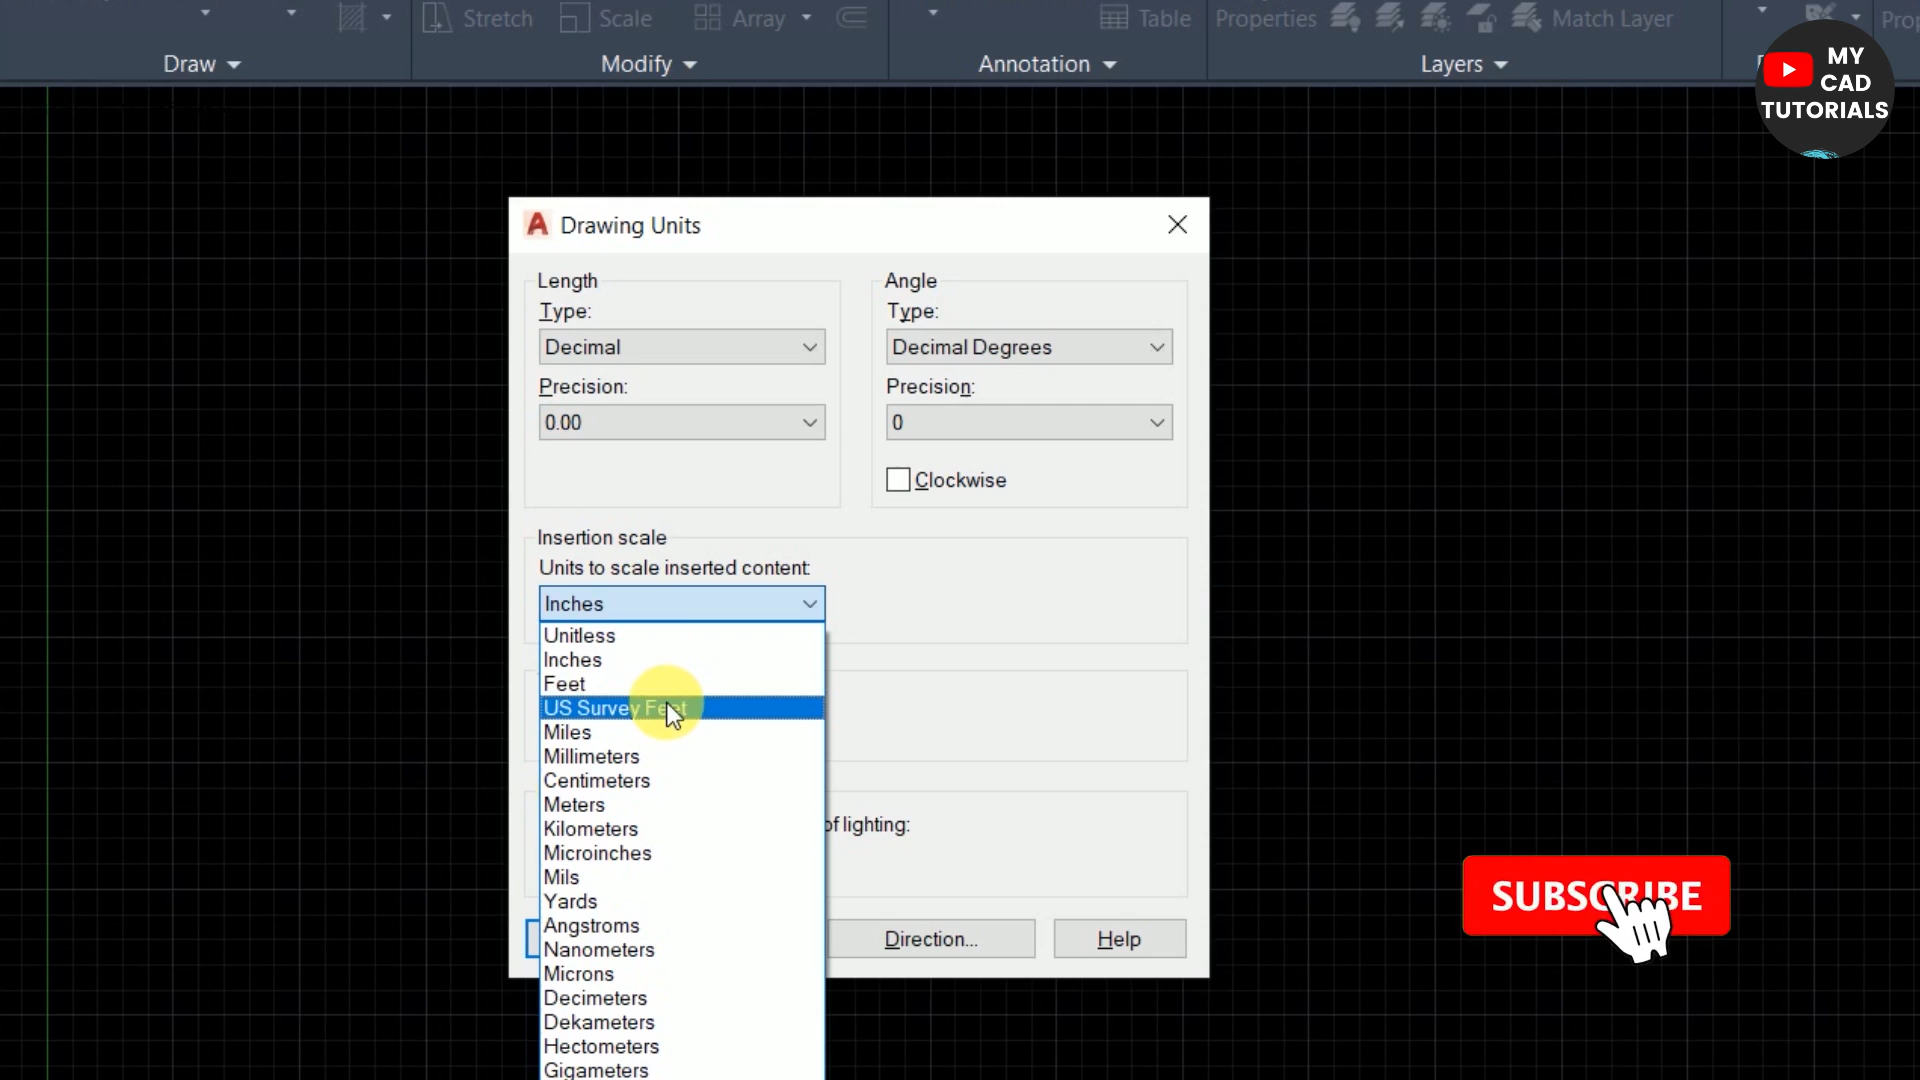 Stretch
Scale
Array
Table
Properties
Match Layer
Draw
Modify
Annotation
Layers
MY
CAD
TUTORIALS
Drawing Units
Length
Type:
Decimal
Precision:
0.00
Angle
Type:
Decimal Degrees
Precision:
0
Clockwise
Insertion scale
Units to scale inserted content:
Inches
Unitless
Inches
Feet
US Survey Feet
Miles
Millimeters
Centimeters
Meters
Kilometers
Microinches
Mils
Yards
Angstroms
Nanometers
Microns
Decimeters
Dekameters
Hectometers
Gigameters
of lighting:
Direction...
Help
SUBSCRIBE